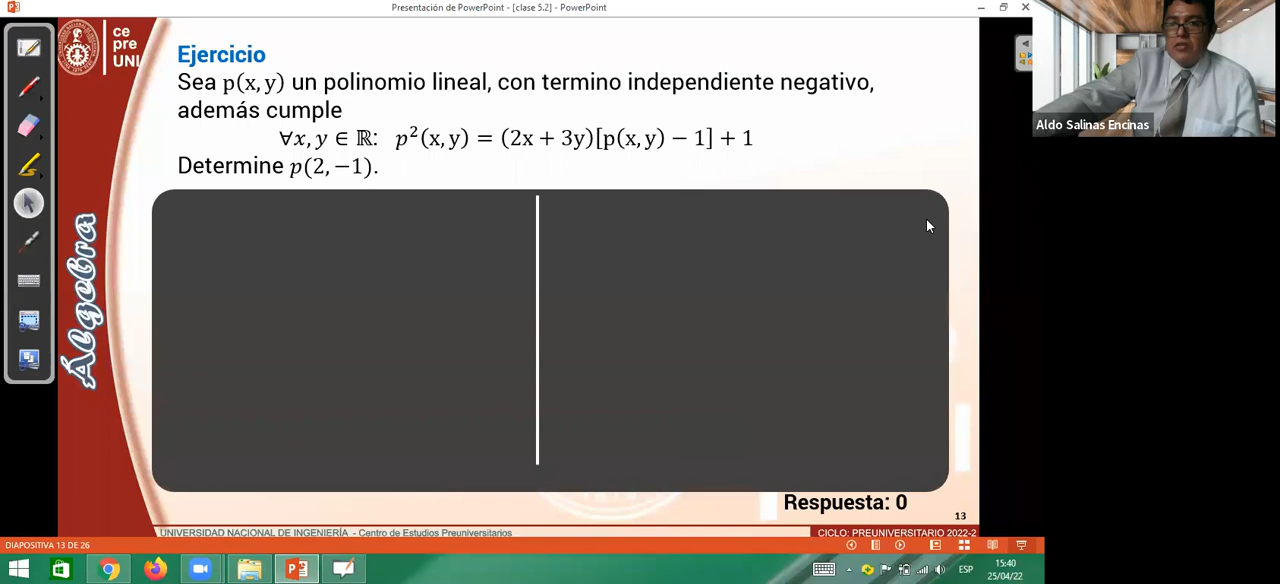 Presentación de PowerPoint - [clase 5.2] - PowerPoint
ce
pre
UNI
Ejercicio
Sea p(x, y) un polinomio lineal, con termino independiente negativo,
además cumple
∀x, y ∈ ℝ: p²(x, y) = (2x + 3y)[p(x, y) − 1] + 1
Determine p(2, −1).
Aldo Salinas Encinas
Álgebra
Respuesta: 0
13
UNIVERSIDAD NACIONAL DE INGENIERÍA - Centro de Estudios Preuniversitarios
CICLO: PREUNIVERSITARIO 2022-2
DIAPOSITIVA 13 DE 26
ESP
15:40
25/04/22